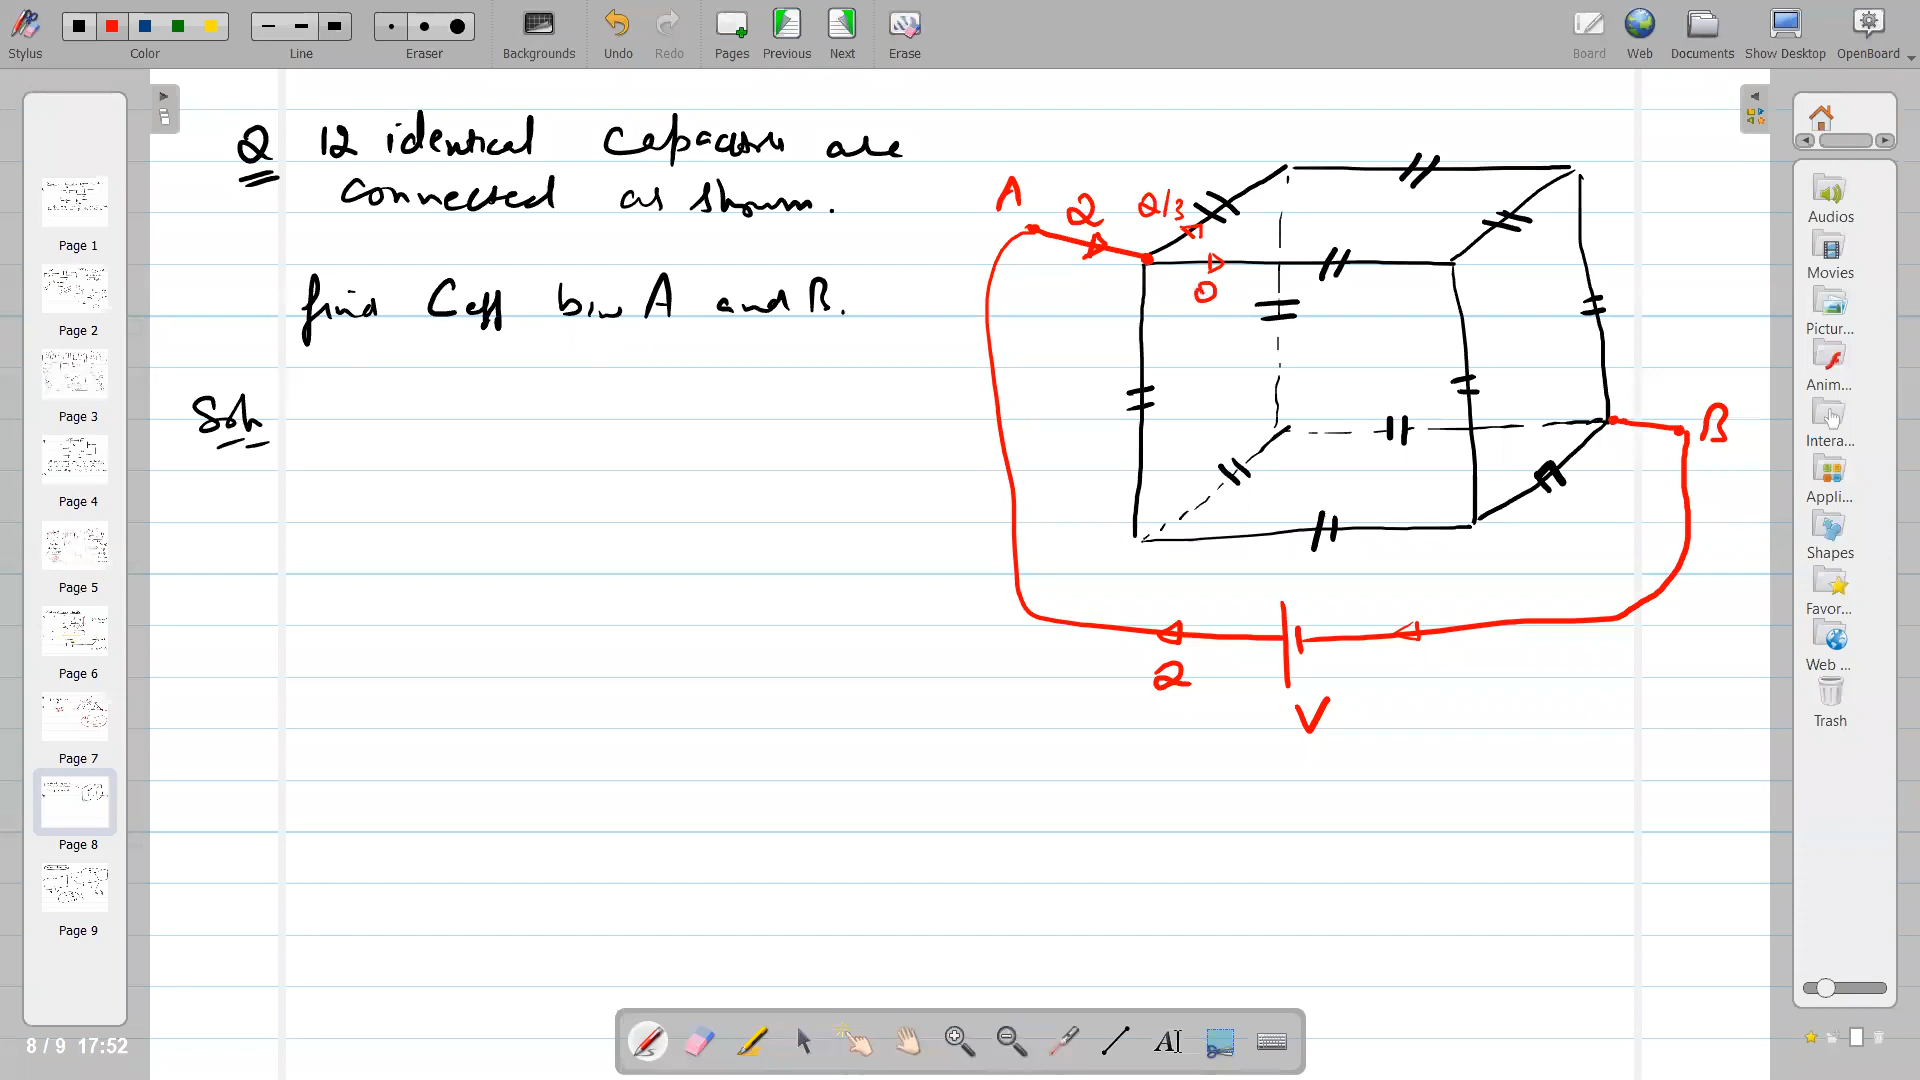 Stylus
Color
Line
Eraser
Backgrounds
Undo
Redo
Pages
Previous
Next
Erase
Board
Web
Documents
Show Desktop
OpenBoard
Page 1
Page 2
Page 3
Page 4
Page 5
Page 6
Page 7
Page 8
Page 9
8 / 9 17:52
Q 12 identical capacitors are
connected as shown.
find Ceff b/w A and B.
Soln
A
Q
Q/3
B
Q
V
Audios
Movies
Pictur...
Anim...
Intera...
Appli...
Shapes
Favor...
Web ...
Trash